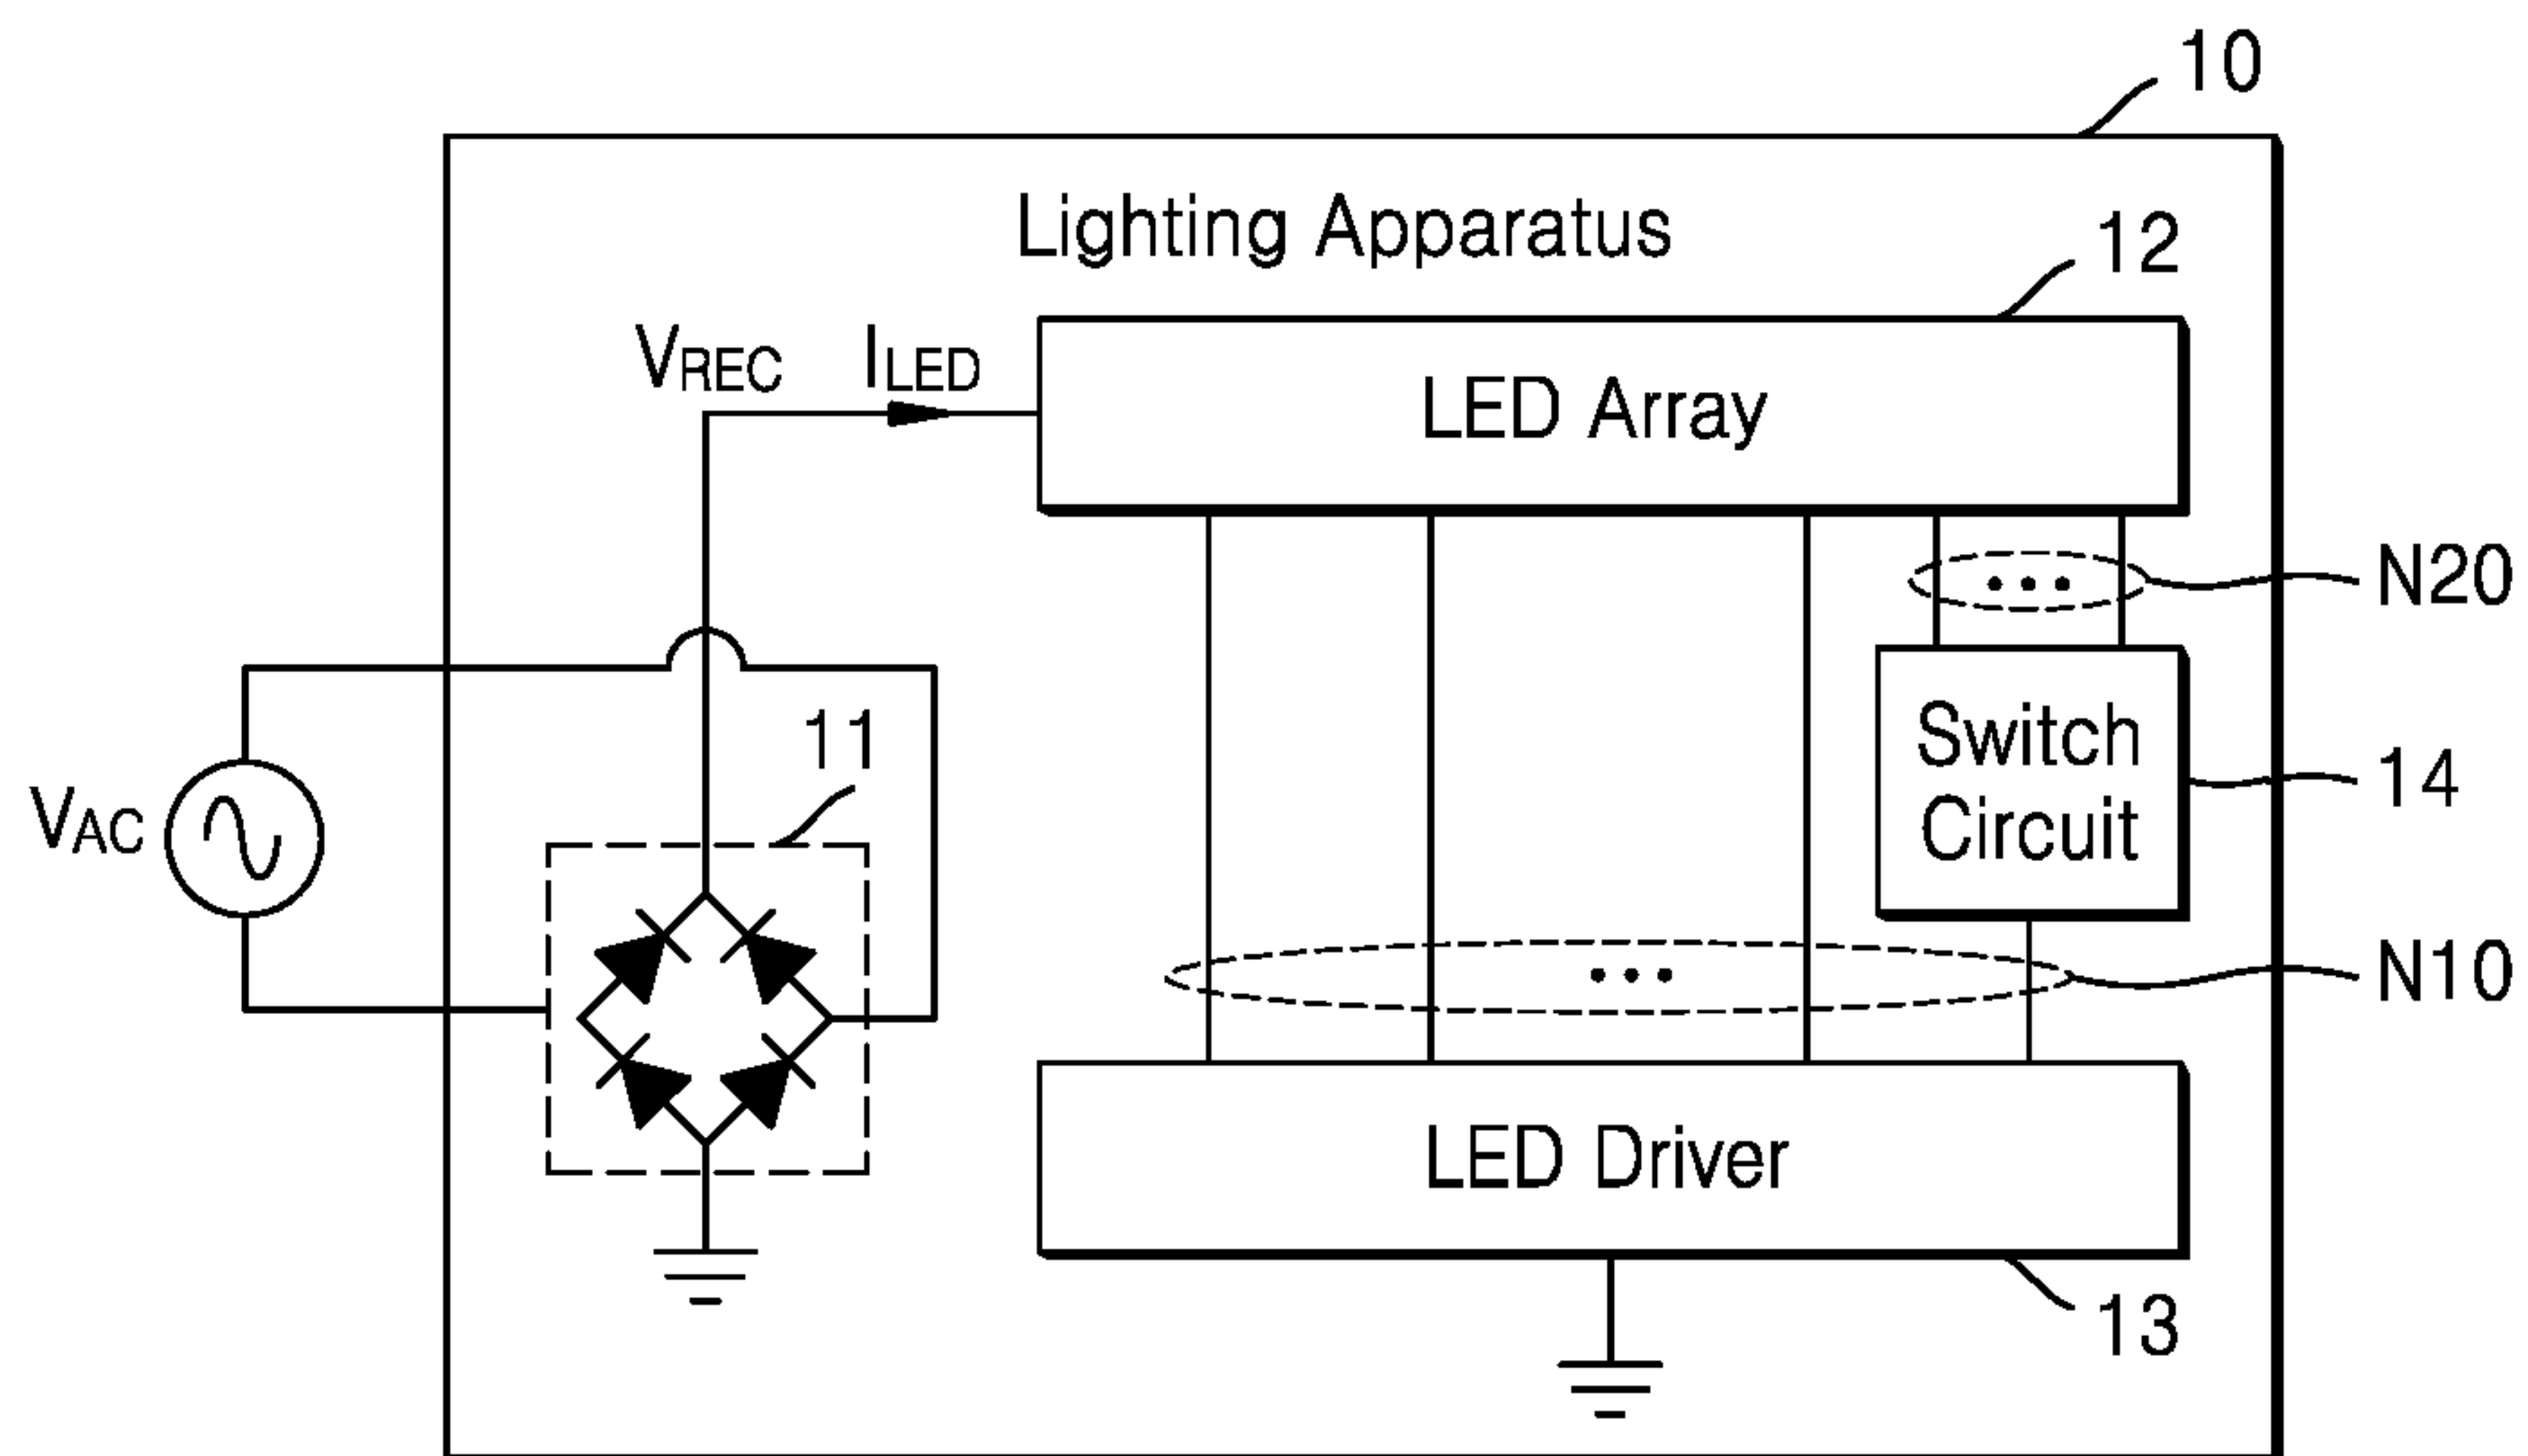 10
Lighting Apparatus
12
VREC ILED
LED Array
N20
11
Switch
Circuit
14
VAC
N10
LED Driver
13